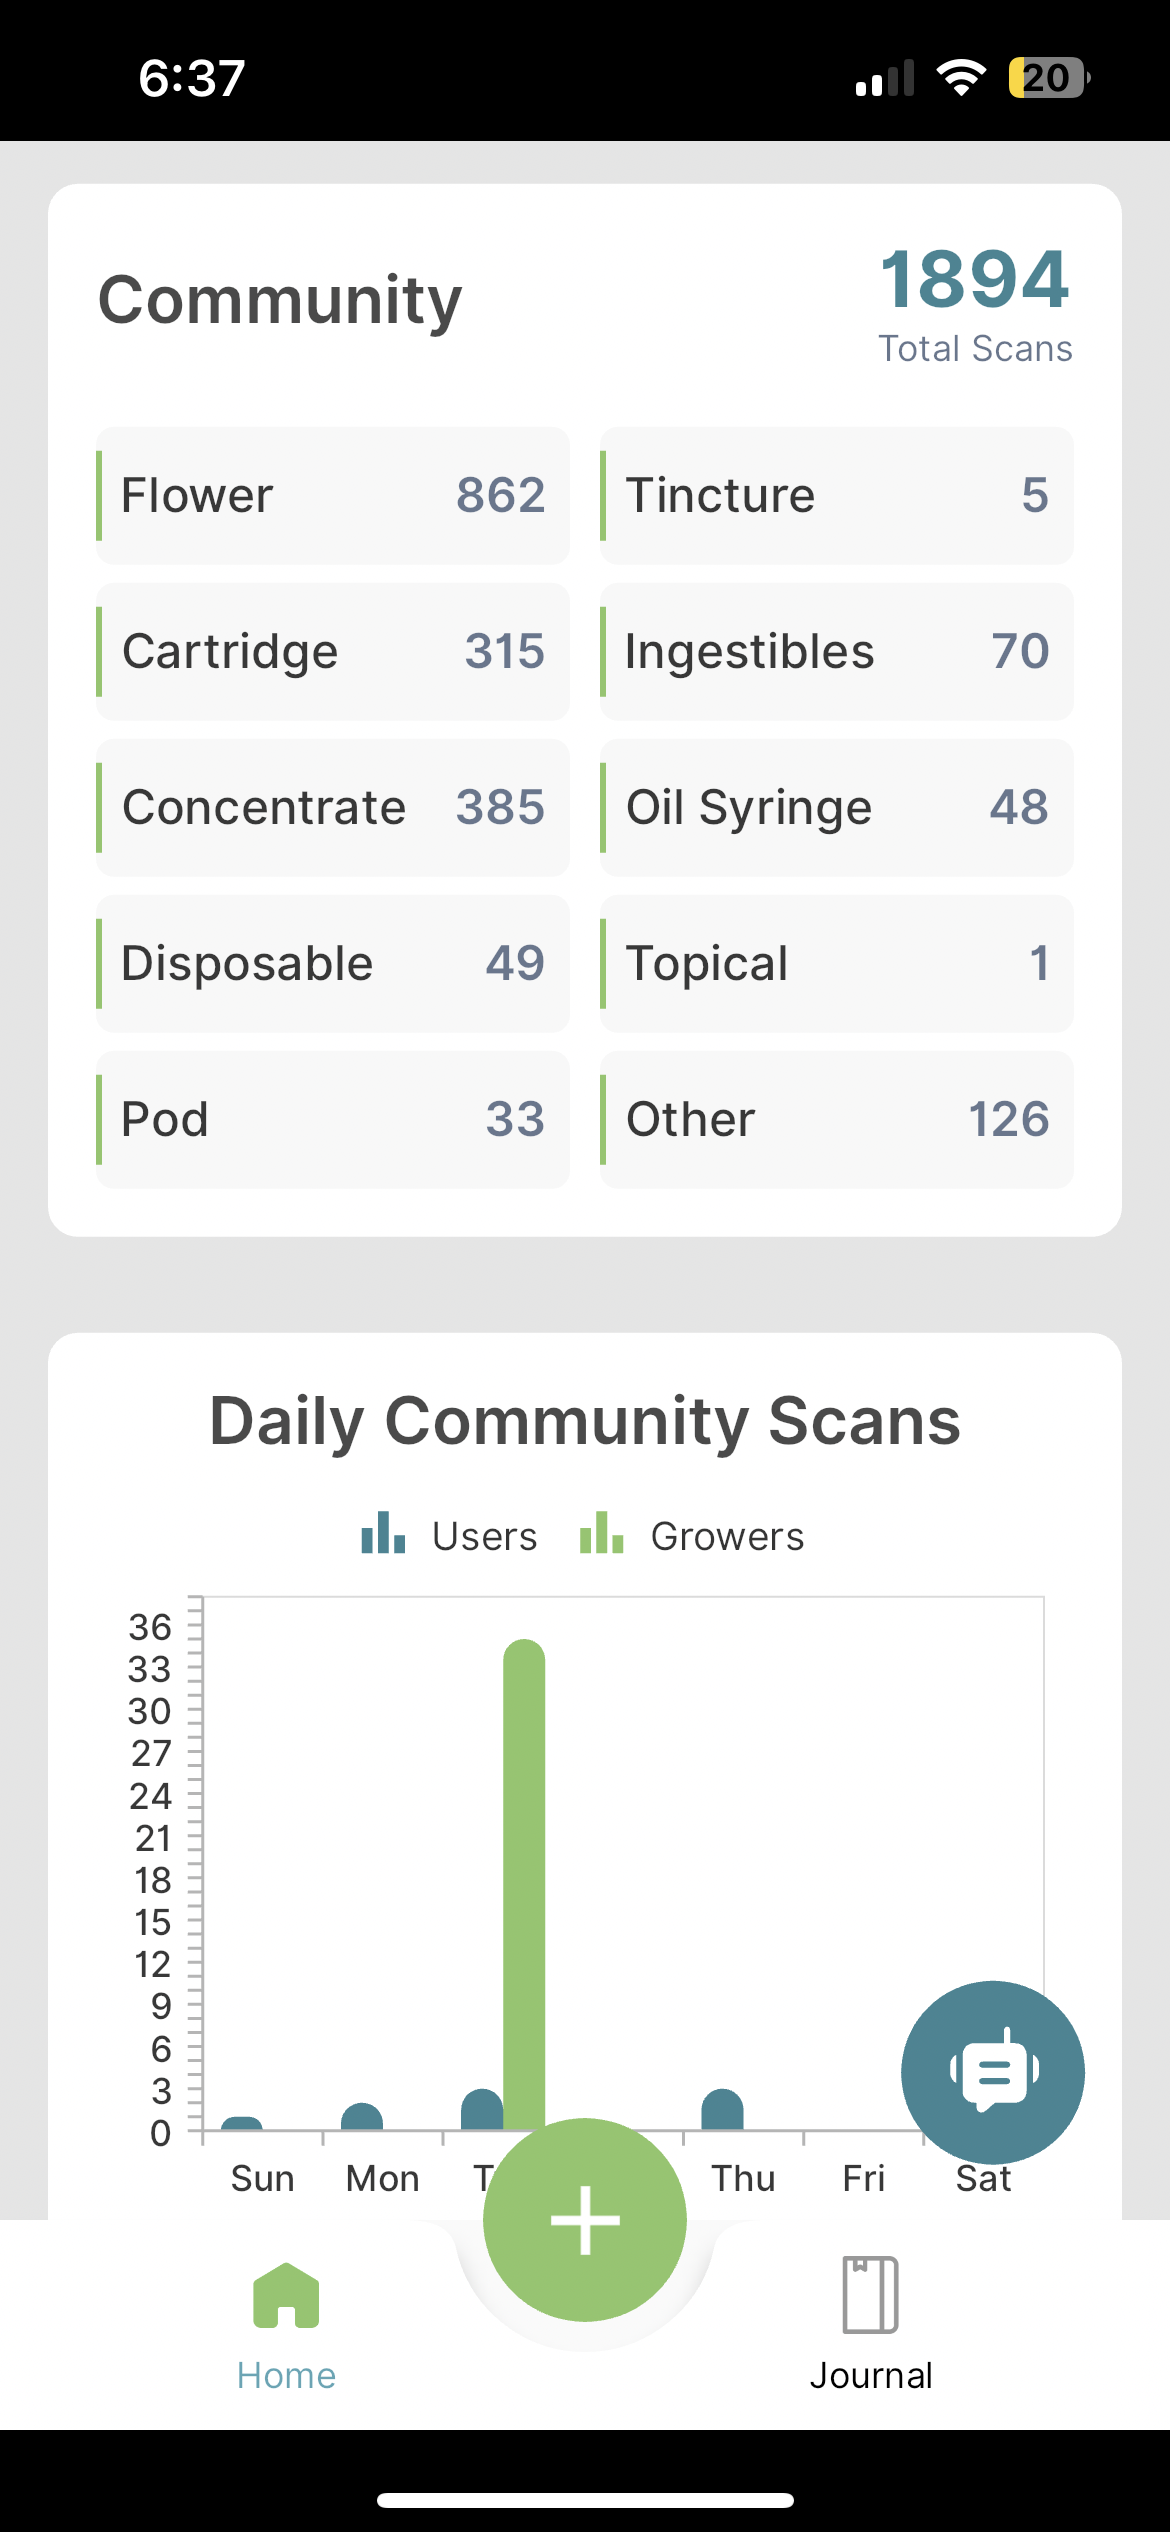 6:37
20
Community
1894
Total Scans
Flower 862
Tincture 5
Cartridge 315
Ingestibles 70
Concentrate 385
Oil Syringe 48
Disposable 49
Topical 1
Pod 33
Other 126
Daily Community Scans
Users Growers
36
33
30
27
24
21
18
15
12
9
6
3
0
Sun Mon T Thu Fri Sat
Home
Journal